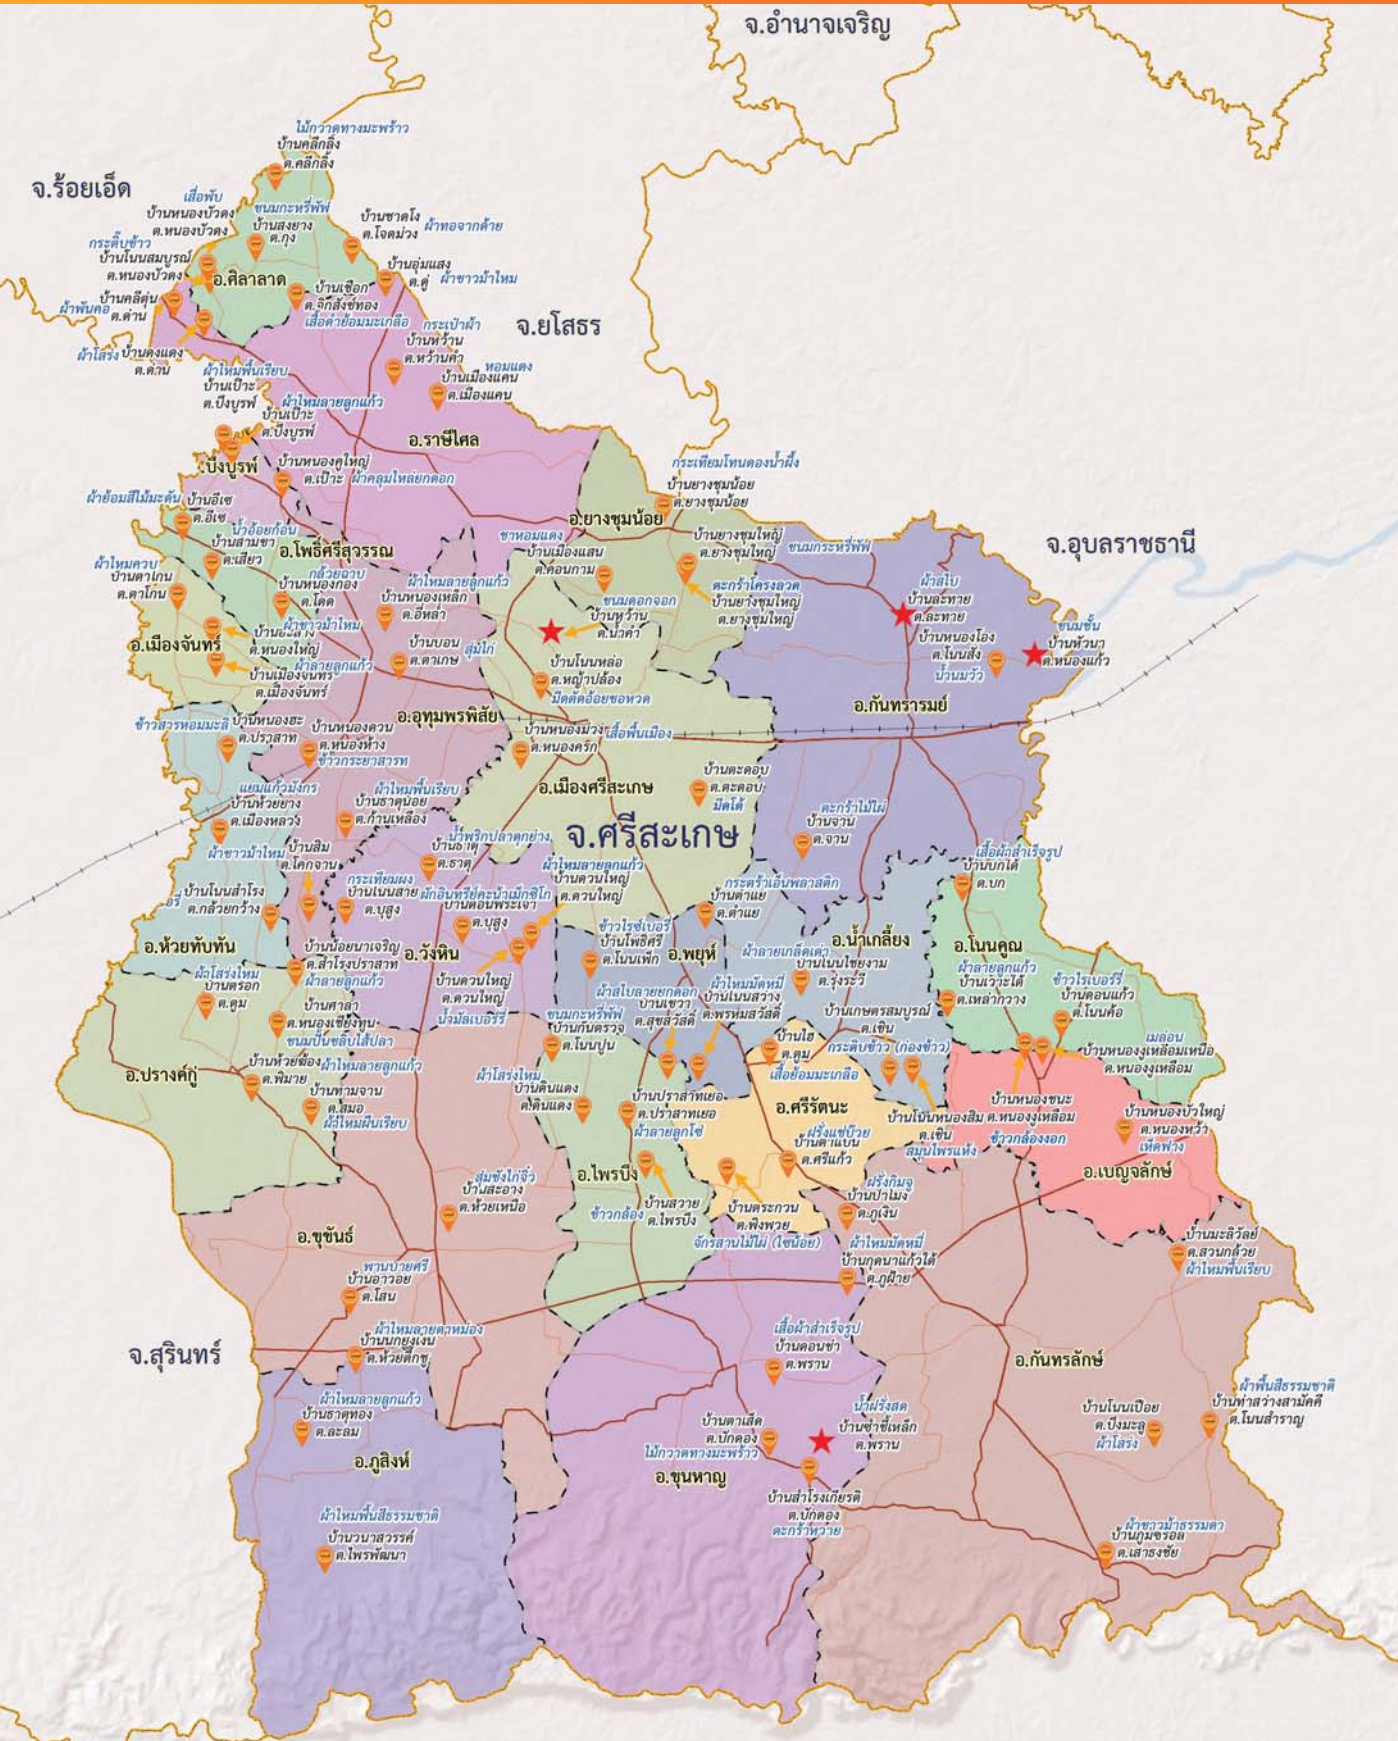 จ.อำนาจเจริญ
ไม้กวาดทางมะพร้าว
บ้านคลีกลิ้ง
ต.คลีกลิ้ง
จ.ร้อยเอ็ด
เสื่อพับ
บ้านหนองบัวดง
ต.หนองบัวดง
ขนมกะหรี่พัฟ
บ้านสงยาง
ต.กุง
บ้านซาดโง
ต.โจดม่วง
ผ้าทอจากด้าย
กระติ๊บข้าว
บ้านโนนสมบูรณ์
ต.หนองบัวดง
อ.ศิลาลาด
บ้านอุ่มแสง
ต.ดู่
ผ้าขาวม้าไหม
บ้านเชือก
ต.จิกสังข์ทอง
เสื้อดำย้อมมะเกลือ
บ้านคลีตุ่น
ต.ด่าน
ผ้าพันคอ
ผ้าโสร่ง
บ้านดงแดง
ต.ด่าน
กระเป๋าผ้า
บ้านหว้าน
ต.หว้านคำ
จ.ยโสธร
หอมแดง
บ้านเมืองแคน
ต.เมืองแคน
ผ้าไหมพื้นเรียบ
บ้านเป๊าะ
ต.บึงบูรพ์
ผ้าไหมลายลูกแก้ว
บ้านเป๊าะ
ต.บึงบูรพ์
อ.ราษีไศล
.บึงบูรพ์
บ้านหนองคูใหญ่
ต.เป๊าะ
ผ้าคลุมไหล่ยกดอก
กระเทียมโทนดองน้ำผึ้ง
บ้านยางชุมน้อย
ต.ยางชุมน้อย
อ.ยางชุมน้อย
ผ้าย้อมสีไม้มะดัน
บ้านอีเซ
ต.อีเซ
น้ำอ้อยก้อน
บ้านสามขา
ต.เสียว
อ.โพธิ์ศรีสุวรรณ
ชาหอมแดง
บ้านเมืองแสน
ต.คอนกาม
บ้านยางชุมใหญ่
ต.ยางชุมใหญ่
ขนมกระหรี่พัฟ
จ.อุบลราชธานี
ผ้าไหมควบ
บ้านตาโกน
ต.ตาโกน
กล้วยฉาบ
บ้านหนองกอง
ต.โดด
ผ้าไหมลายลูกแก้ว
บ้านหนองเหล็ก
ต.อีหล่ำ
ขนมดอกจอก
บ้านหว้าน
ต.น้ำคำ
ตะกร้าโครงลวด
บ้านยางชุมใหญ่
ต.ยางชุมใหญ่
ผ้าสไบ
บ้านละทาย
ต.ละทาย
ผ้าขาวม้าไหม
ต.หนองใหญ่
อ.เมืองจันทร์
ผ้าลายลูกแก้ว
บ้านเมืองจันทร์
ต.เมืองจันทร์
บ้านบอน
ต.ตาเกษ
สุ่มไก่
บ้านโนนหล่อ
ต.หญ้าปล้อง
มีดตัดอ้อยขอหวด
บ้านหนองโอง
ต.โนนสัง
น้ำนมวัว
ขนมชั้น
บ้านหัวนา
ต.หนองแก้ว
อ.กันทรารมย์
อ.อุทุมพรพิสัย
ข้าวสารหอมมะลิ
บ้านหนองฮะ
ต.ปราสาท
บ้านหนองควน
ต.หนองห้าง
ข้าวกระยาสารท
บ้านหนองม่วง
ต.หนองครก
เสื้อพื้นเมือง
อ.เมืองศรีสะเกษ
บ้านตะดอบ
ต.ตะดอบ
มีดโต้
แยมแก้วมังกร
บ้านห้วยยาง
ต.เมืองหลวง
ผ้าไหมพื้นเรียบ
บ้านธาตุน้อย
ต.ก้านเหลือง
จ.ศรีสะเกษ
ตะกร้าไม้ไผ่
บ้านจาน
ต.จาน
ผ้าขาวม้าไหม
บ้านสิม
ต.โคกจาน
น้ำพริกปลาดุกย่าง
บ้านธาตุ
ต.ธาตุ
ผ้าไหมลายลูกแก้ว
บ้านดวนใหญ่
ต.ดวนใหญ่
เสื้อผ้าสำเร็จรูป
บ้านบกใต้
ต.บก
บ้านโนนสำโรง
ต.กล้วยกว้าง
กระเทียมผง
บ้านเนนสาย
ต.บุสูง
ผักอินทรีย์คะน้าเม็กซิโก
บ้านดอนพระเจ้า
ต.บุสูง
กระตร้าเอ็นพลาสติก
บ้านตำแย
ต.ตำแย
อ.ห้วยทับทัน
อ.วังหิน
ข้าวไรซ์เบอรี่
บ้านโพธิ์ศรี
ต.โนนเพ็ก
อ.พยุห์
ผ้าลายเกล็ดเต่า
บ้านโนนไชยงาม
ต.รุ่งระวี
อ.น้ำเกลี้ยง
อ.โนนคูณ
ผ้าลายลูกแก้ว
บ้านเวาะใต้
ต.เหล่ากวาง
ข้าวไรเบอร์รี่
บ้านดอนแก้ว
ต.โนนค้อ
บ้านน้อยนาเจริญ
ต.สำโรงปราสาท
ผ้าลายลูกแก้ว
ผ้าโสร่งไหม
บ้านตรอก
ต.ตูม
บ้านดวนใหญ่
ต.ดวนใหญ่
น้ำมัลเบอร์รี่
บ้านศาลา
ต.หนองเชียงทูน
ขนมปั้นขลิบไส้ปลา
ผ้าสไบลายยกดอก
บ้านเขวา
ต.สุขสวัสดิ์
ผ้าไหมมัดหมี่
บ้านโนนสว่าง
ต.พรหมสวัสดิ์
บ้านเกษตรสมบูรณ์
ต.เขิน
กระติบข้าว (ก่องข้าว)
ขนมกะหรี่พัฟ
บ้านกันตรวจ
ต.โนนปูน
บ้านไฮ
ต.ตูม
เสื้อย้อมมะเกลือ
เมล่อน
บ้านหนองงูเหลือมเหนือ
ต.หนองงูเหลือม
อ.ปรางค์กู่
บ้านห้วยฆ้อง
ต.พิมาย
ผ้าไหมลายลูกแก้ว
บ้านทามจาน
ต.สมอ
ผ้าไหมผืนเรียบ
ผ้าโสร่งไหม
บ้านดินแดง
ต.ดินแดง
บ้านปราสาทเยอ
ต.ปราสาทเยอ
ผ้าลายลูกโซ่
อ.ศรีรัตนะ
บ้านโนนหนองสิม
ต.เขิน
สมุนไพรแห้ง
บ้านหนองขนะ
ต.หนองงูเหลือม
ข้าวกล้องงอก
บ้านหนองบัวใหญ่
ต.หนองหว้า
เห็ดฟาง
อ.เบญจลักษ์
ฝรั่งแช่บ๊วย
บ้านตาแบน
ต.ศรีแก้ว
อ.ไพรบึง
บ้านสวาย
ต.ไพรบึง
ข้าวกล้อง
สุ่มขังไก่จิ๋ว
บ้านสะอาง
ต.ห้วยเหนือ
บ้านตระกวน
ต.พิงพวย
จักรสานไม้ไผ่ (ไซน้อย)
ฝรั่งกิมจู
บ้านป่าไม้ง
ต.ภูเงิน
อ.ขุขันธ์
ผ้าไหมมัดหมี่
บ้านกุดนาแก้วใต้
ต.ภูฝ้าย
บ้านมะลิวัลย์
ต.สวนกล้วย
ผ้าไหมพื้นเรียบ
พานบายศรี
บ้านอาวอย
ต.โสน
จ.สุรินทร์
ผ้าไหมลายตาหม่อง
บ้านนกยูงเงิน
ต.ห้วยติ๊กชู
เสื้อผ้าสำเร็จรูป
บ้านดอนข่า
ต.พราน
อ.กันทรลักษ์
ผ้าไหมลายลูกแก้ว
บ้านธาตุทอง
ต.ละลม
อ.ภูสิงห์
บ้านตาเส็ด
ต.บักดอง
ไม้กวาดทางมะพร้าว
อ.ขุนหาญ
น้ำฝรั่งสด
บ้านซำขี้เหล็ก
ต.พราน
บ้านโนนเปือย
ต.บึงมะลู
ผ้าโสร่ง
ผ้าพื้นสีธรรมชาติ
บ้านท่าสว่างสามัคคี
ต.โนนสำราญ
บ้านสำโรงเกียรติ
ต.บักดอง
ตะกร้าหวาย
ผ้าไหมพื้นสีธรรมชาติ
บ้านวนาสวรรค์
ต.ไพรพัฒนา
ผ้าขาวม้าธรรมดา
บ้านภูมิซรอล
ต.เสาธงชัย